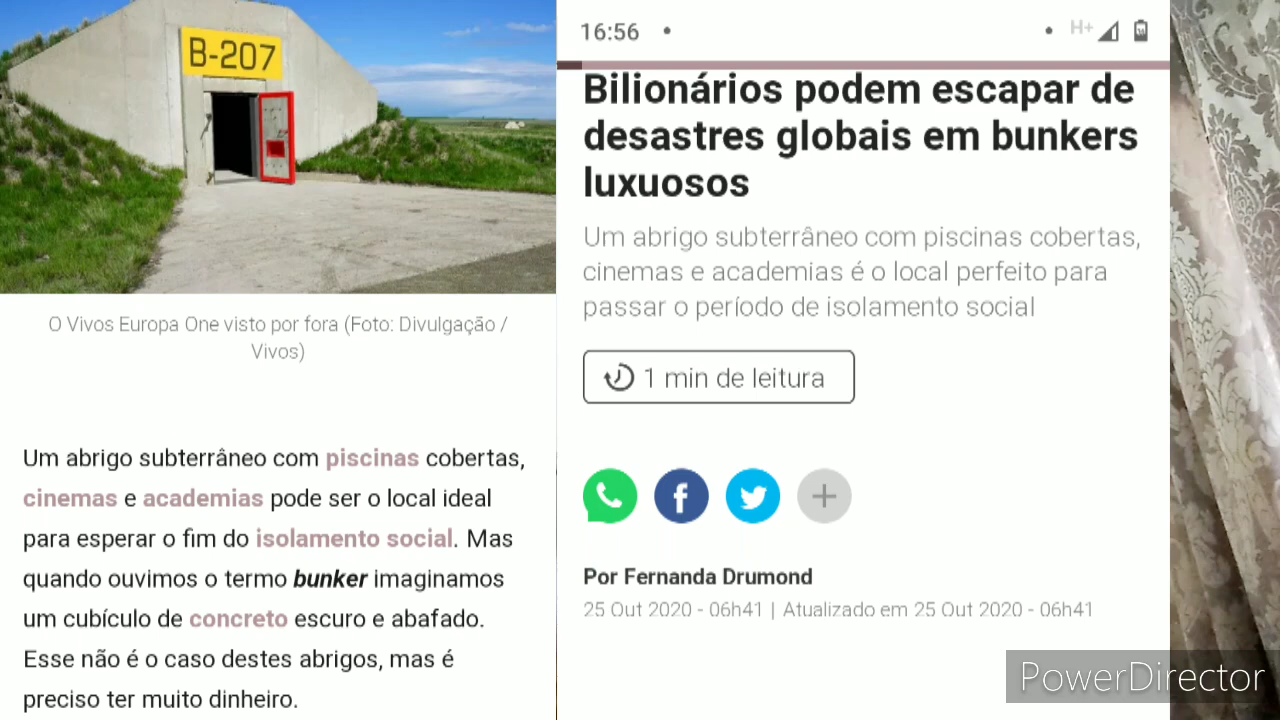 B-207
O Vivos Europa One visto por fora (Foto: Divulgação /
Vivos)
Um abrigo subterrâneo com piscinas cobertas,
cinemas e academias pode ser o local ideal
para esperar o fim do isolamento social. Mas
quando ouvimos o termo bunker imaginamos
um cubículo de concreto escuro e abafado.
Esse não é o caso destes abrigos, mas é
preciso ter muito dinheiro.
16:56
H+
Bilionários podem escapar de
desastres globais em bunkers
luxuosos
Um abrigo subterrâneo com piscinas cobertas,
cinemas e academias é o local perfeito para
passar o período de isolamento social
1 min de leitura
Por Fernanda Drumond
25 Out 2020 - 06h41 | Atualizado em 25 Out 2020 - 06h41
PowerDirector